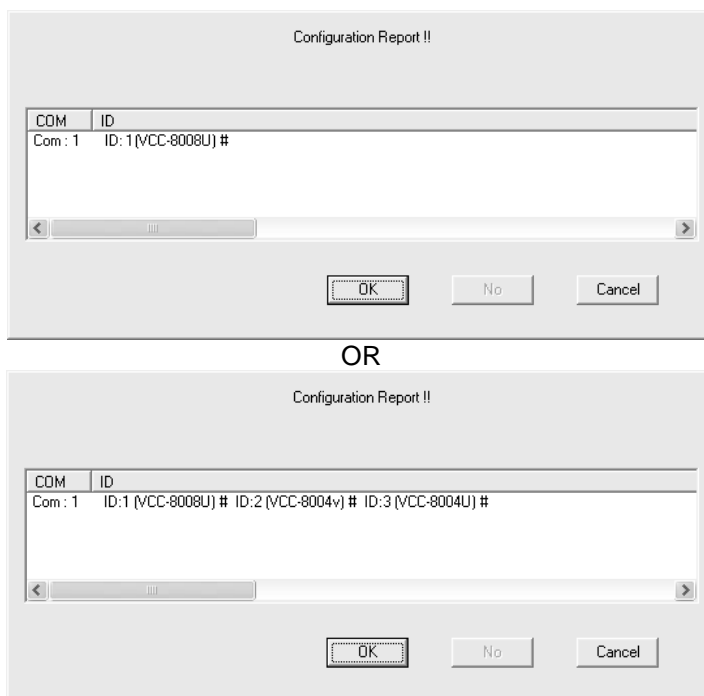 Configuration Report !!
COM ID
Com : 1 ID: 1(VCC-8008U) #
OK No Cancel
OR
Configuration Report !!
COM ID
Com : 1 ID:1 (VCC-8008U) # ID:2 (VCC-8004v) # ID:3 (VCC-8004U) #
OK No Cancel